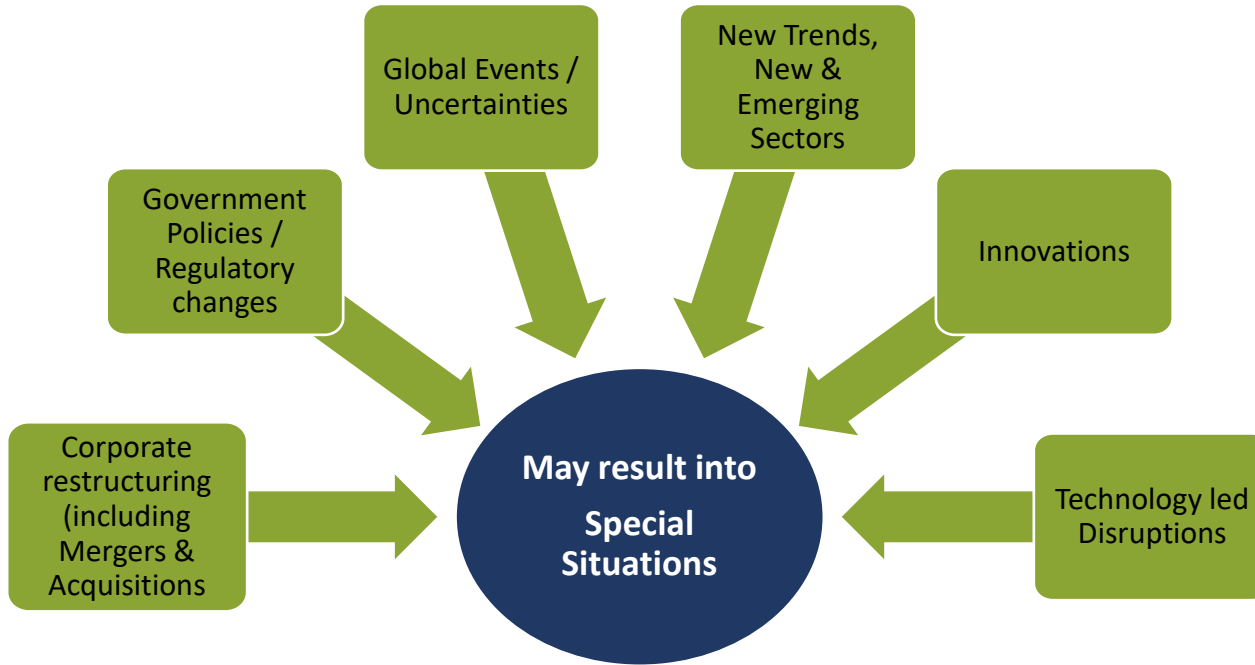 Global Events /
Uncertainties
New Trends,
New &
Emerging
Sectors
Government
Policies /
Regulatory
changes
Innovations
Corporate
restructuring
(including
Mergers &
Acquisitions
May result into
Special
Situations
Technology led
Disruptions